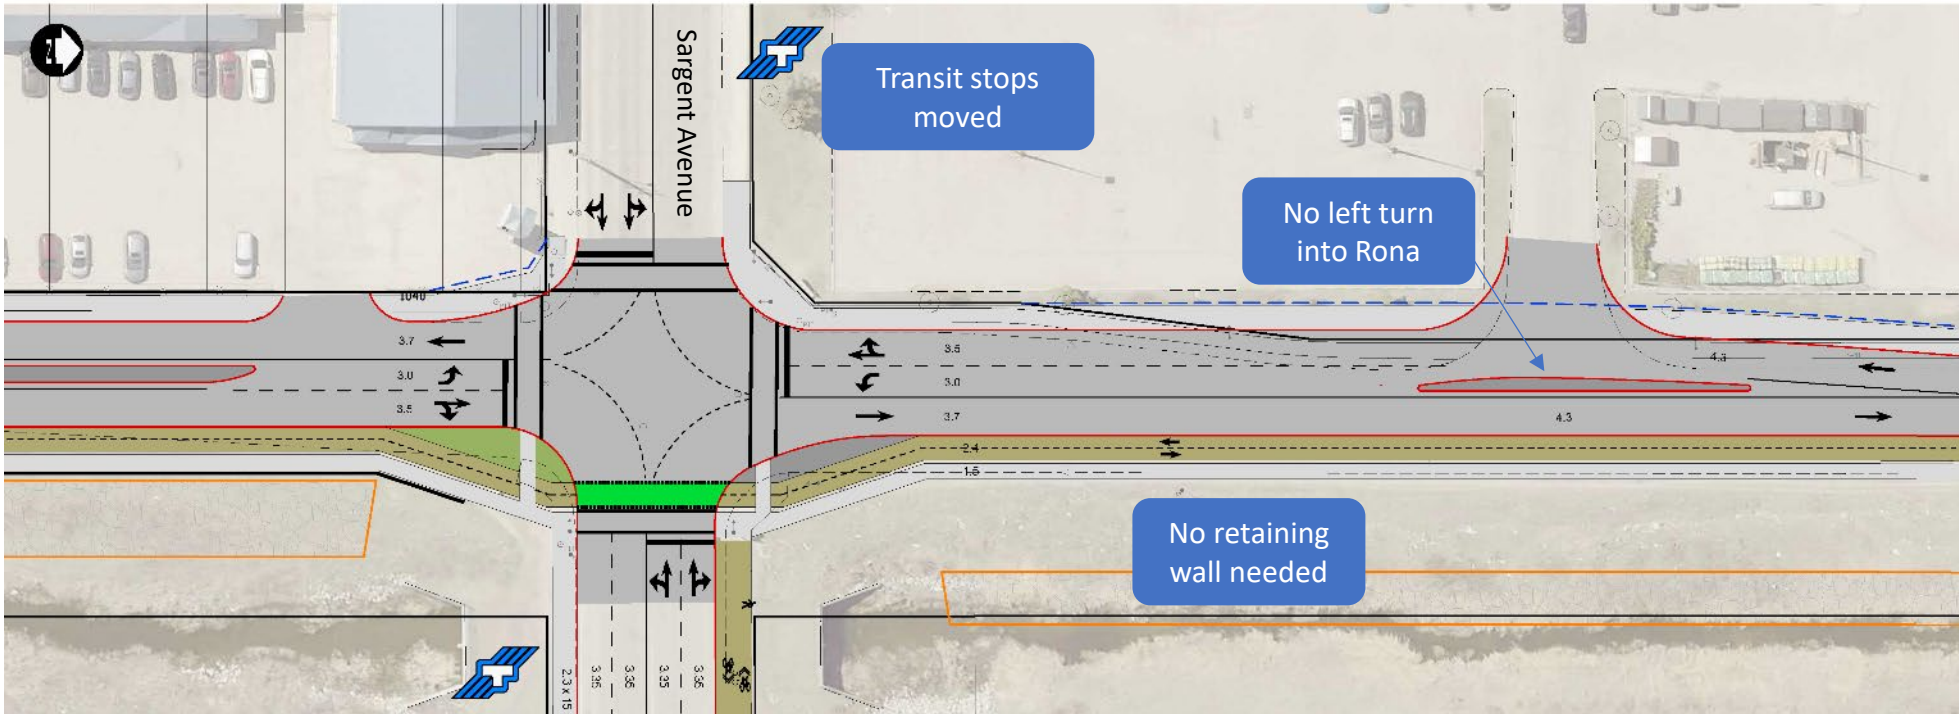 Sargent Avenue
T
Transit stops
moved
No left turn
into Rona
1040
3.7
3.0
3.5
3.5
3.0
3.7
4.3
4.3
2.4
1.5
No retaining
wall needed
T
2.3 x 15
3.35
3.35
3.35
3.35